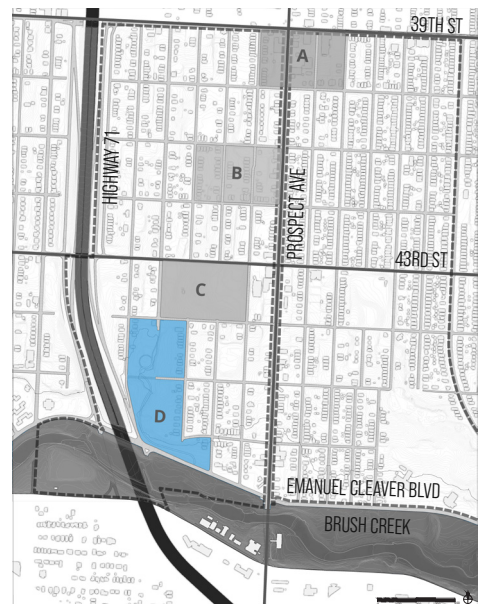 39TH ST
A
HIGHWAY 71
B
PROSPECT AVE
43RD ST
C
D
EMANUEL CLEAVER BLVD
BRUSH CREEK